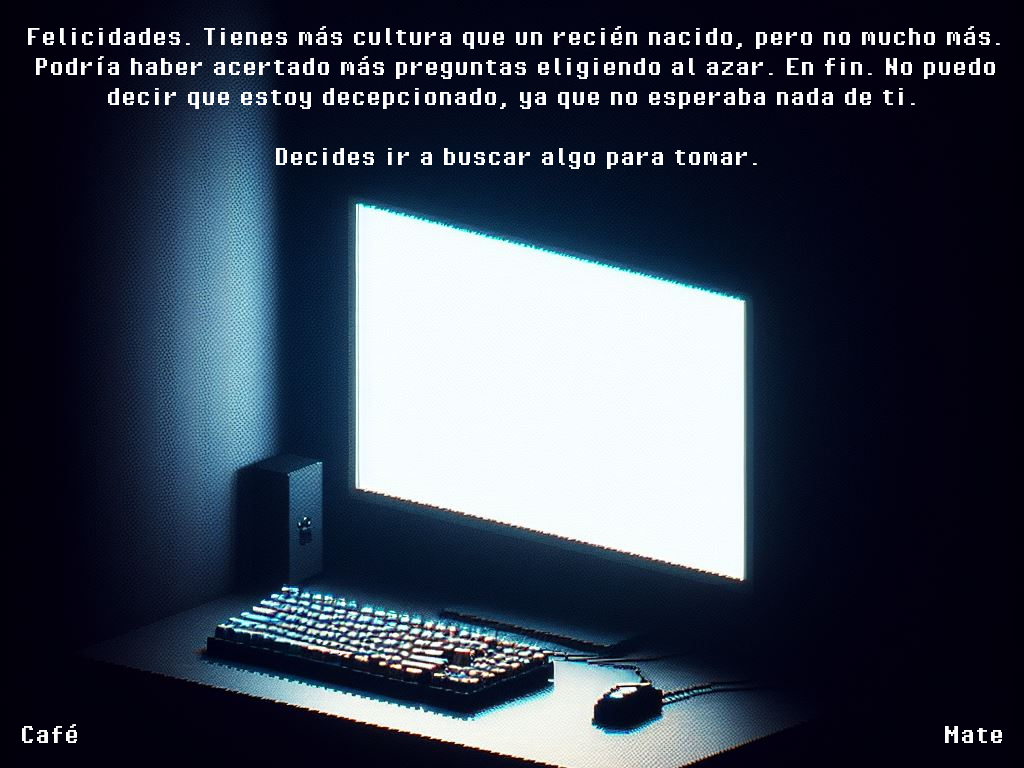 Felicidades. Tienes más cultura que un recién nacido, pero no mucho más.
Podría haber acertado más preguntas eligiendo al azar. En fin. No puedo
decir que estoy decepcionado, ya que no esperaba nada de ti.
Decides ir a buscar algo para tomar.
Café
Mate